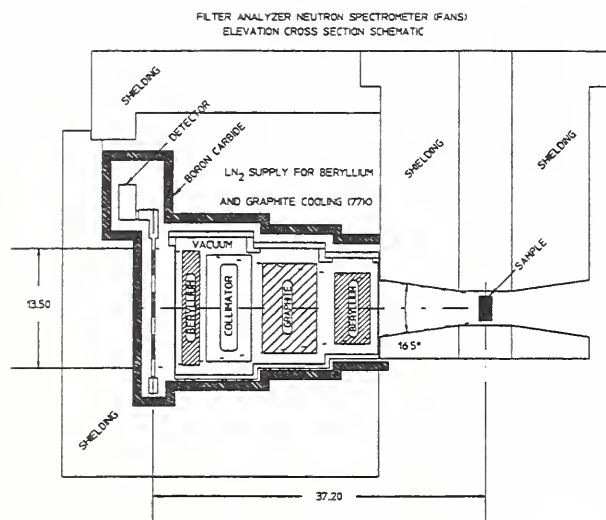 FILTER ANALYZER NEUTRON SPECTROMETER (FANS)
ELEVATION CROSS SECTION SCHEMATIC
SHIELDING
DETECTOR
BORON CARBIDE
LN2 SUPPLY FOR BERYLLIUM
AND GRAPHITE COOLING (77K)
SHIELDING
SHIELDING
SAMPLE
VACUUM
BERYLLIUM
COLLIMATOR
GRAPHITE
BERYLLIUM
13.50
16.5°
SHIELDING
37.20